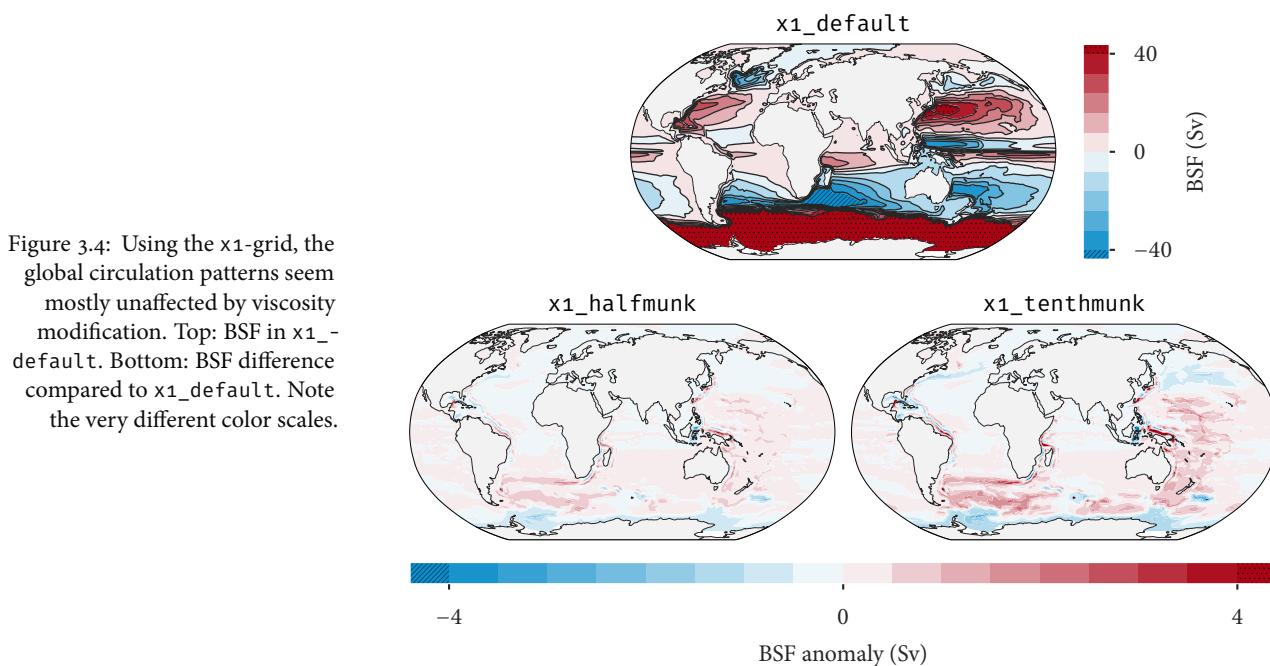 x1_default
40
0
−40
BSF (Sv)
Figure 3.4: Using the x1-grid, the
global circulation patterns seem
mostly unaffected by viscosity
modification. Top: BSF in x1_-
default. Bottom: BSF difference
compared to x1_default. Note
the very different color scales.
x1_halfmunk
x1_tenthmunk
−4
0
4
BSF anomaly (Sv)